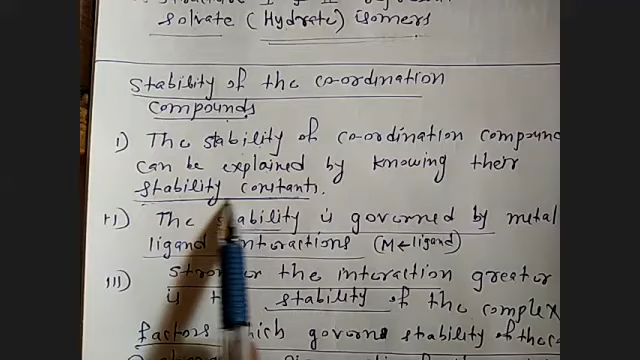 Solvate (Hydrate) Isomers
Stability of the co-ordination
compounds
i) The stability of co-ordination compound
can be explained by knowing their
stability constants.
ii) The stability is governed by metal
ligand interactions (M←ligand)
iii) the interaction greater
is stability of the complex
factors which governs stability of the